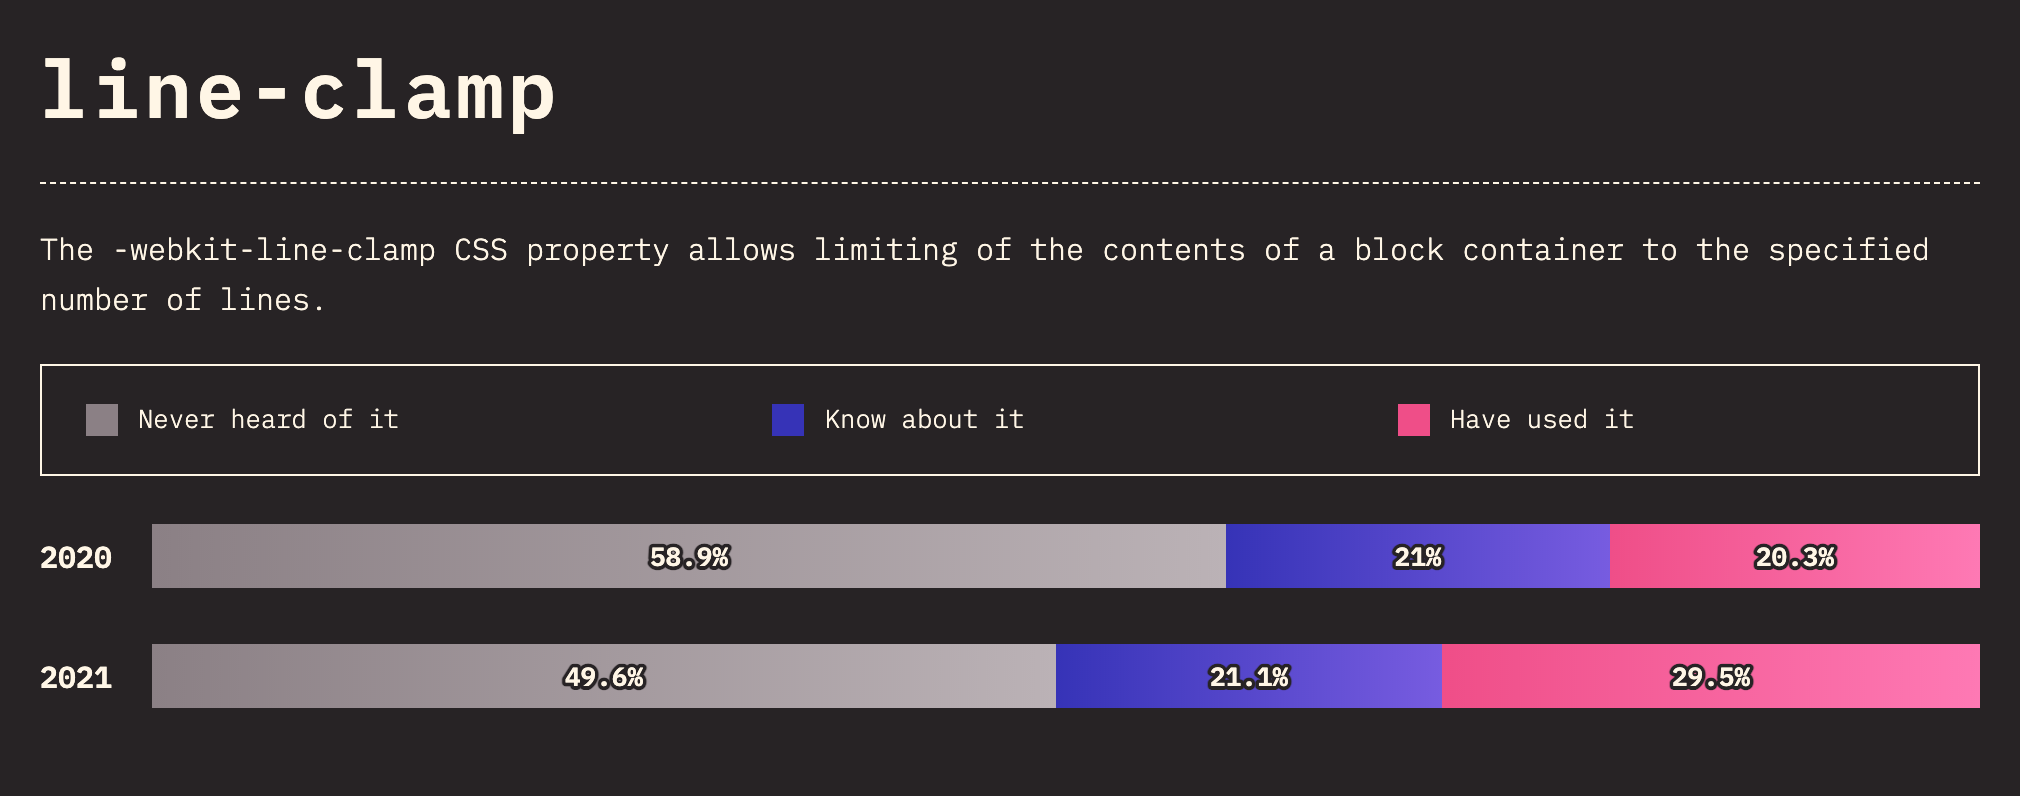 line-clamp
The -webkit-line-clamp CSS property allows limiting of the contents of a block container to the specified
number of lines.
Never heard of it Know about it Have used it
2020 58.9% 21% 20.3%
2021 49.6% 21.1% 29.5%